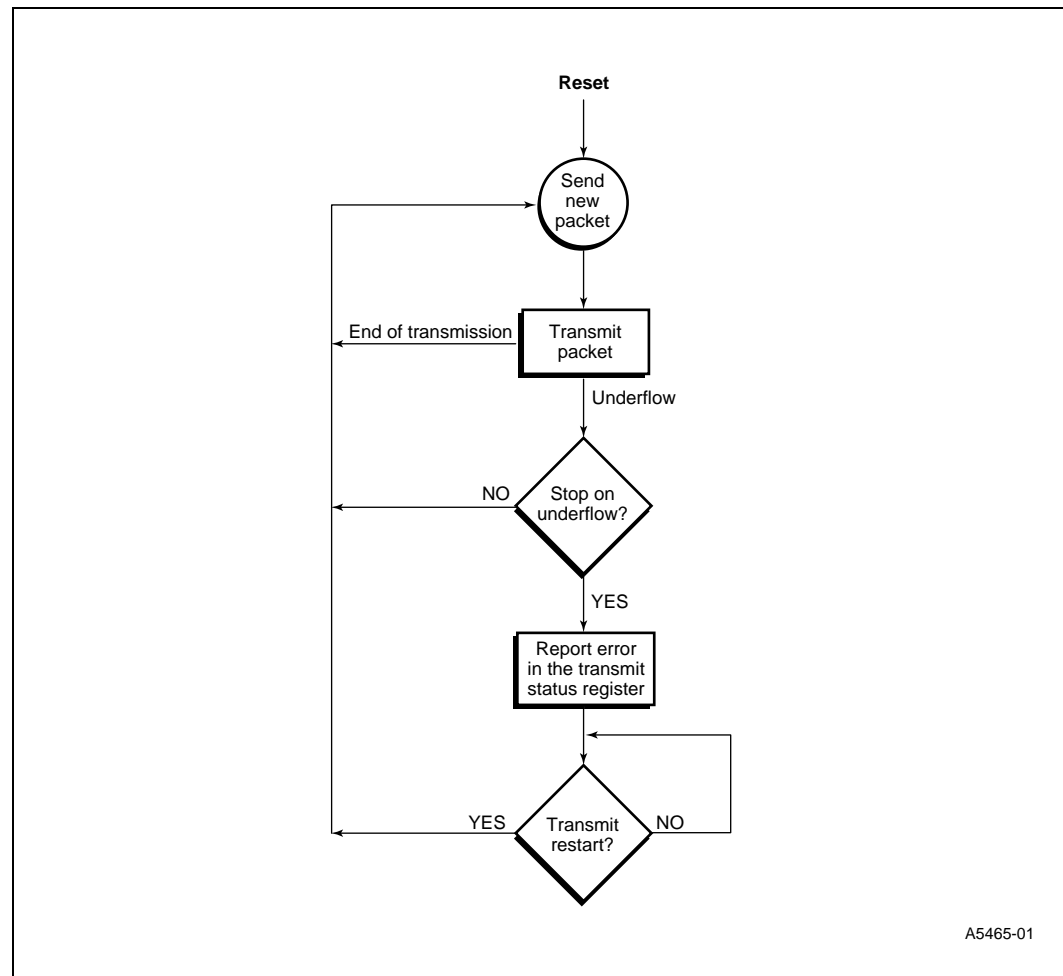 Reset
Send
new
packet
End of transmission
Transmit
packet
Underflow
NO
Stop on
underflow?
YES
Report error
in the transmit
status register
YES
Transmit
restart?
NO
A5465-01